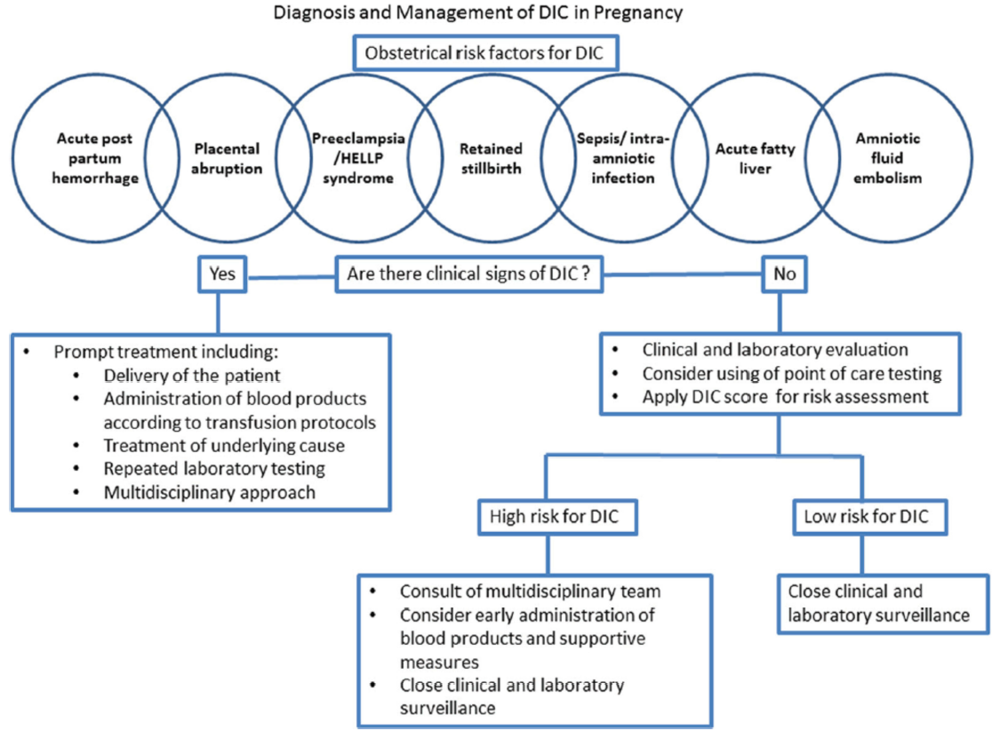 Diagnosis and Management of DIC in Pregnancy
Obstetrical risk factors for DIC
Acute post
partum
hemorrhage
Placental
abruption
Preeclampsia
/HELLP
syndrome
Retained
stillbirth
Sepsis/ intra-
amniotic
infection
Acute fatty
liver
Amniotic
fluid
embolism
Yes
Are there clinical signs of DIC ?
No
• Prompt treatment including:
• Delivery of the patient
• Administration of blood products
according to transfusion protocols
• Treatment of underlying cause
• Repeated laboratory testing
• Multidisciplinary approach
• Clinical and laboratory evaluation
• Consider using of point of care testing
• Apply DIC score for risk assessment
High risk for DIC
Low risk for DIC
• Consult of multidisciplinary team
• Consider early administration of
blood products and supportive
measures
• Close clinical and laboratory
surveillance
Close clinical and
laboratory surveillance